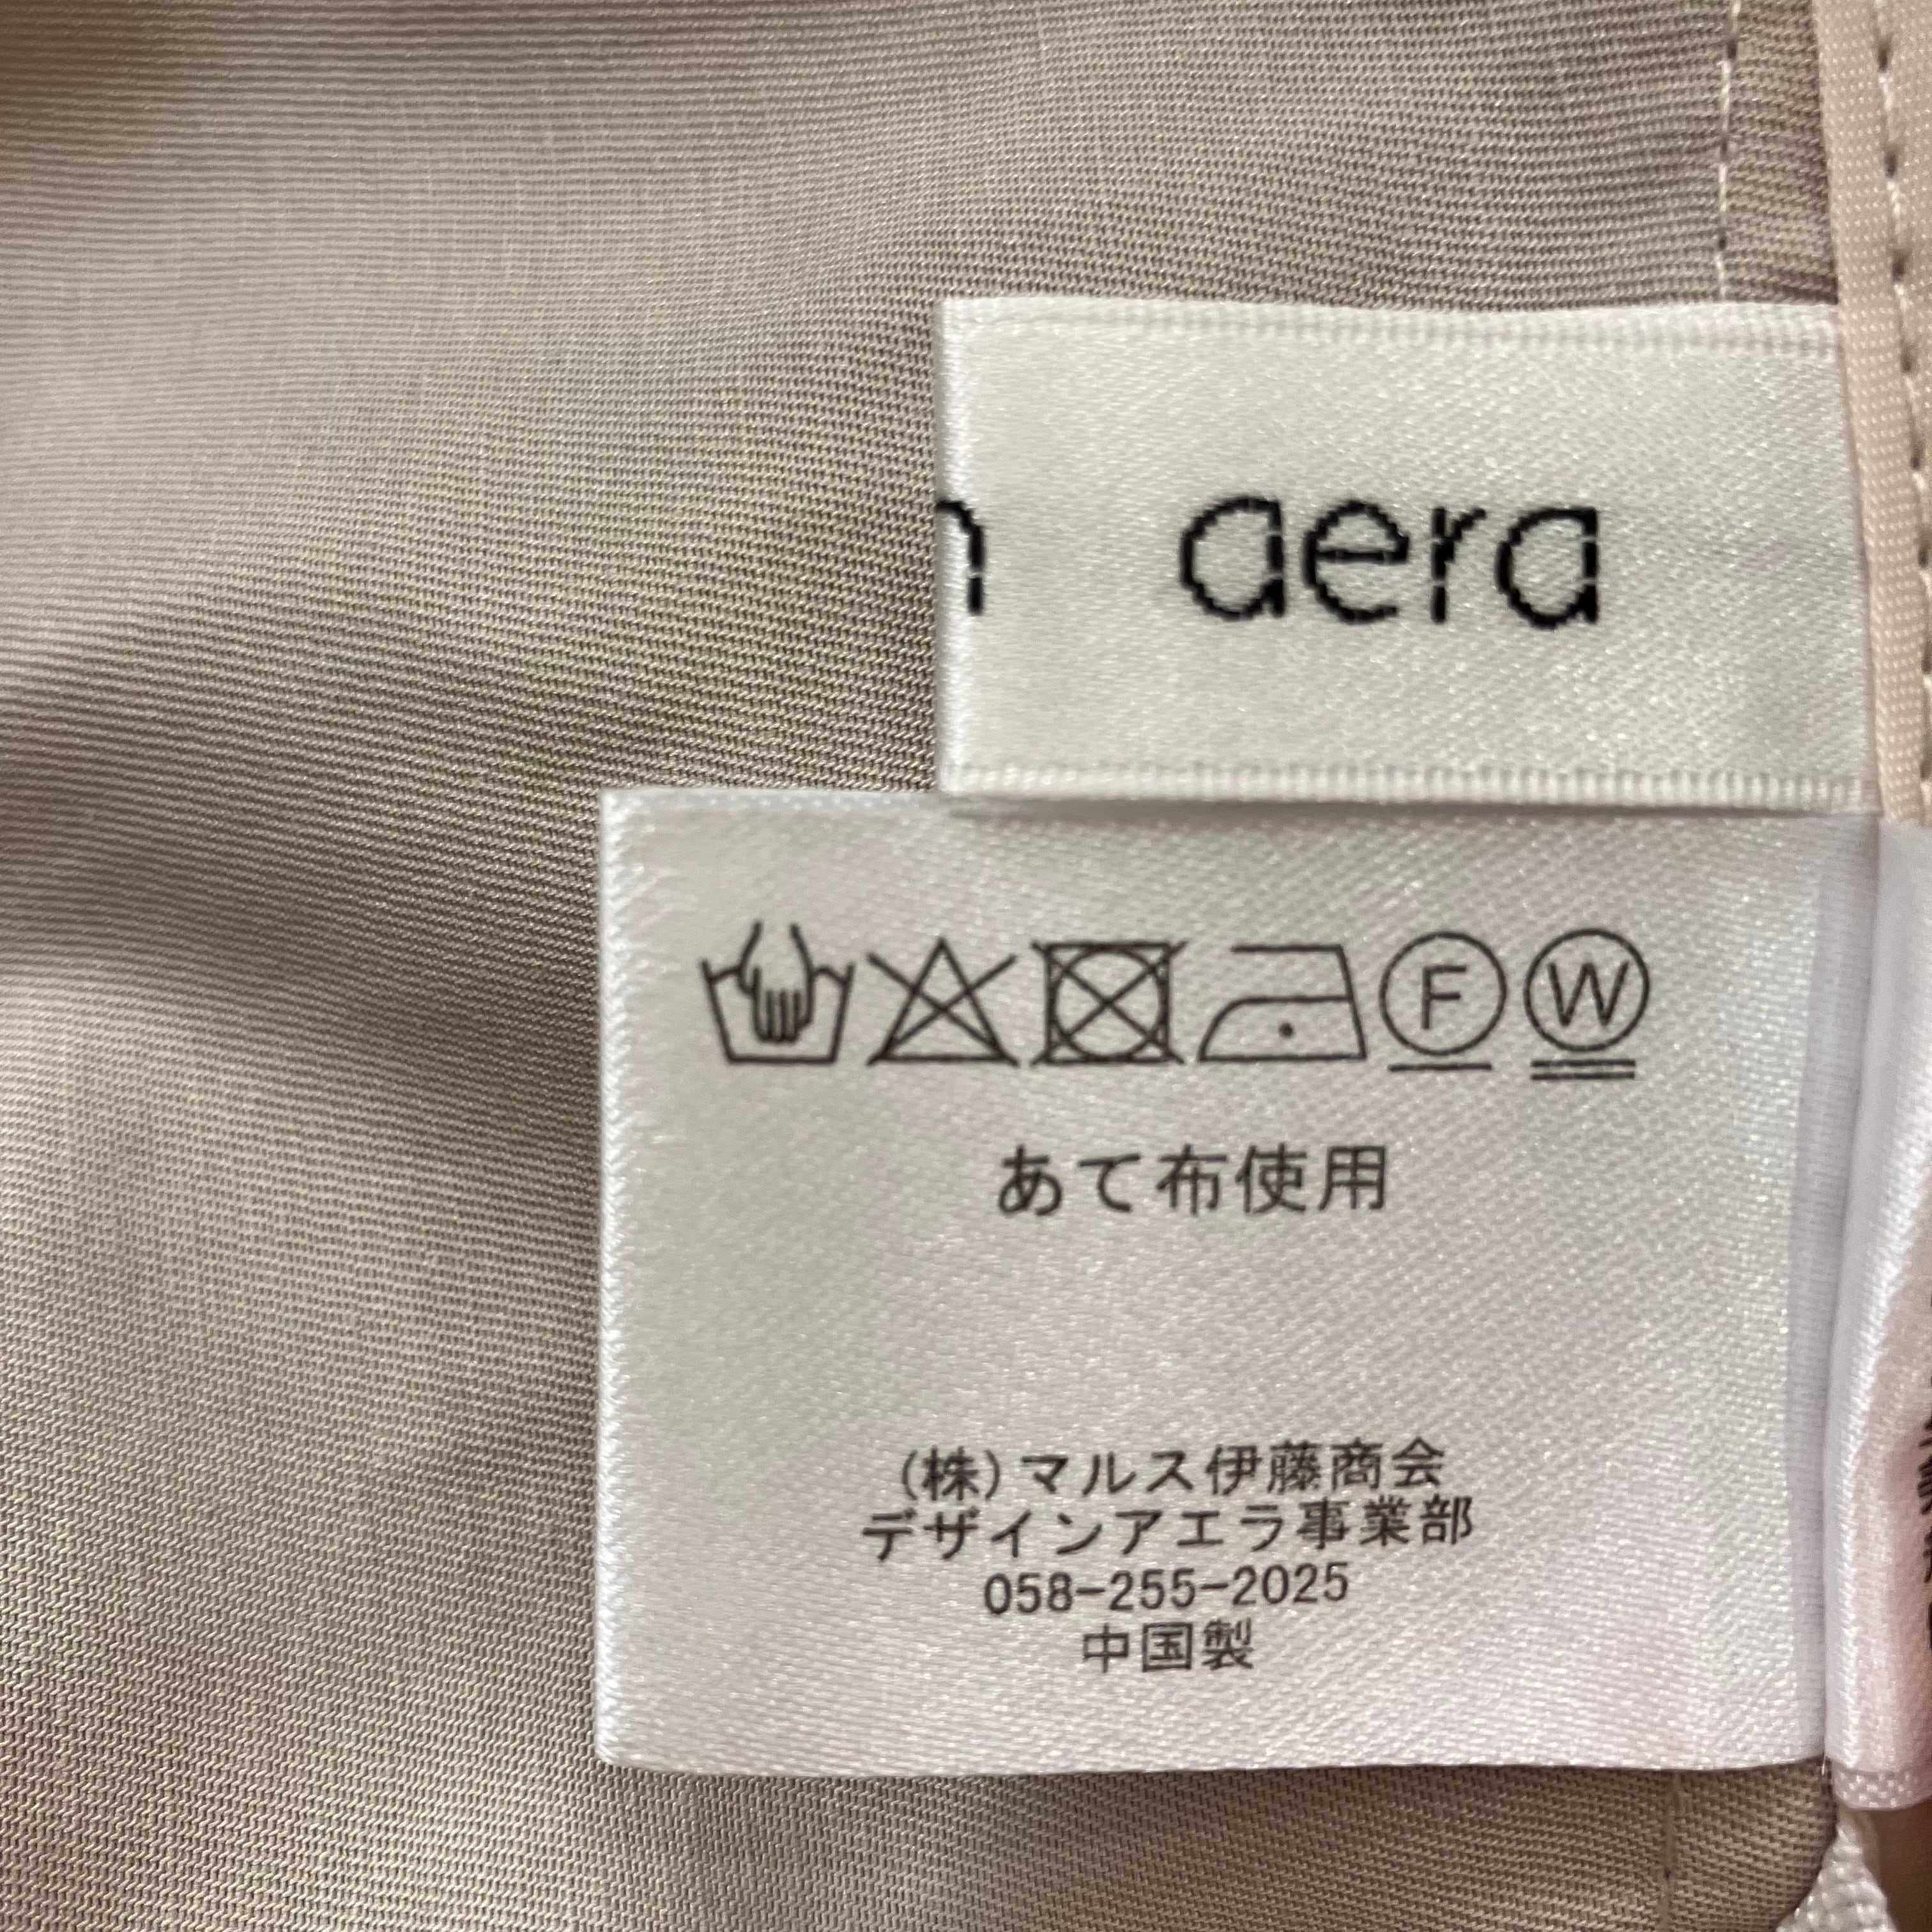 n aera
F W
あて布使用
(株)マルス伊藤商会
デザインアエラ事業部
058-255-2025
中国製